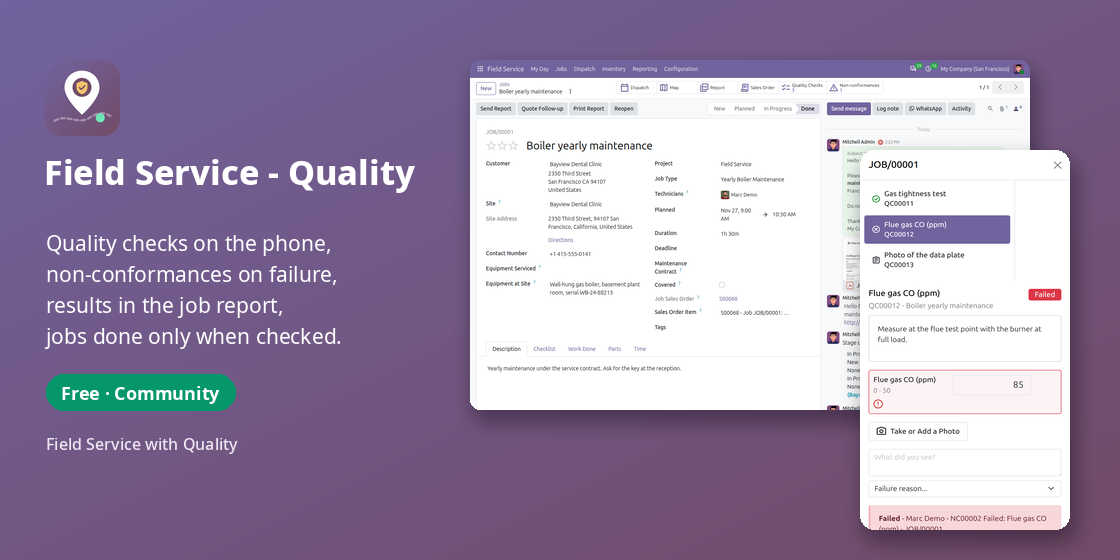 Field Service - Quality
Quality checks on the phone,
non-conformances on failure,
results in the job report,
jobs done only when checked.
Free · Community
Field Service with Quality
Field Service My Day Jobs Dispatch Inventory Reporting Configuration
My Company (San Francisco)
New
Jobs
Boiler yearly maintenance
Dispatch
Map
Report
Sales Order
Quality Checks
Non-conformances
1 / 1
Send Report Quote Follow-up Print Report Reopen
New Planned In Progress Done
Send message Log note WhatsApp Activity
Today
JOB/00001
Boiler yearly maintenance
Customer
Bayview Dental Clinic
2350 Third Street
San Francisco CA 94107
United States
Site ?
Bayview Dental Clinic
Site Address
2350 Third Street, 94107 San
Francisco, California, United States
Directions
Contact Number
+1 415-555-0141
Equipment Serviced ?
Equipment at Site ?
Wall-hung gas boiler, basement plant
room, serial WB-24-88213
Project
Field Service
Job Type
Yearly Boiler Maintenance
Technicians ?
Marc Demo
Planned
Nov 27, 9:00
AM
→ 10:30 AM
Duration
1h 30m
Deadline
Maintenance
Contract ?
Covered ?
Job Sales Order
S00068
Sales Order Item ?
S00068 - Job JOB/00001: ...
Tags
Description Checklist Work Done Parts Time
Yearly maintenance under the service contract. Ask for the key at the reception.
Mitchell Admin 2:23 PM
JOB/00001
Gas tightness test
QC00011
Flue gas CO (ppm)
QC00012
Photo of the data plate
QC00013
Flue gas CO (ppm)
Failed
QC00012 - Boiler yearly maintenance
Measure at the flue test point with the burner at
full load.
Flue gas CO (ppm)
0 - 50
85
Take or Add a Photo
What did you see?
Failure reason...
Failed - Marc Demo - NC00002 Failed: Flue gas CO
(ppm) - JOB/00001